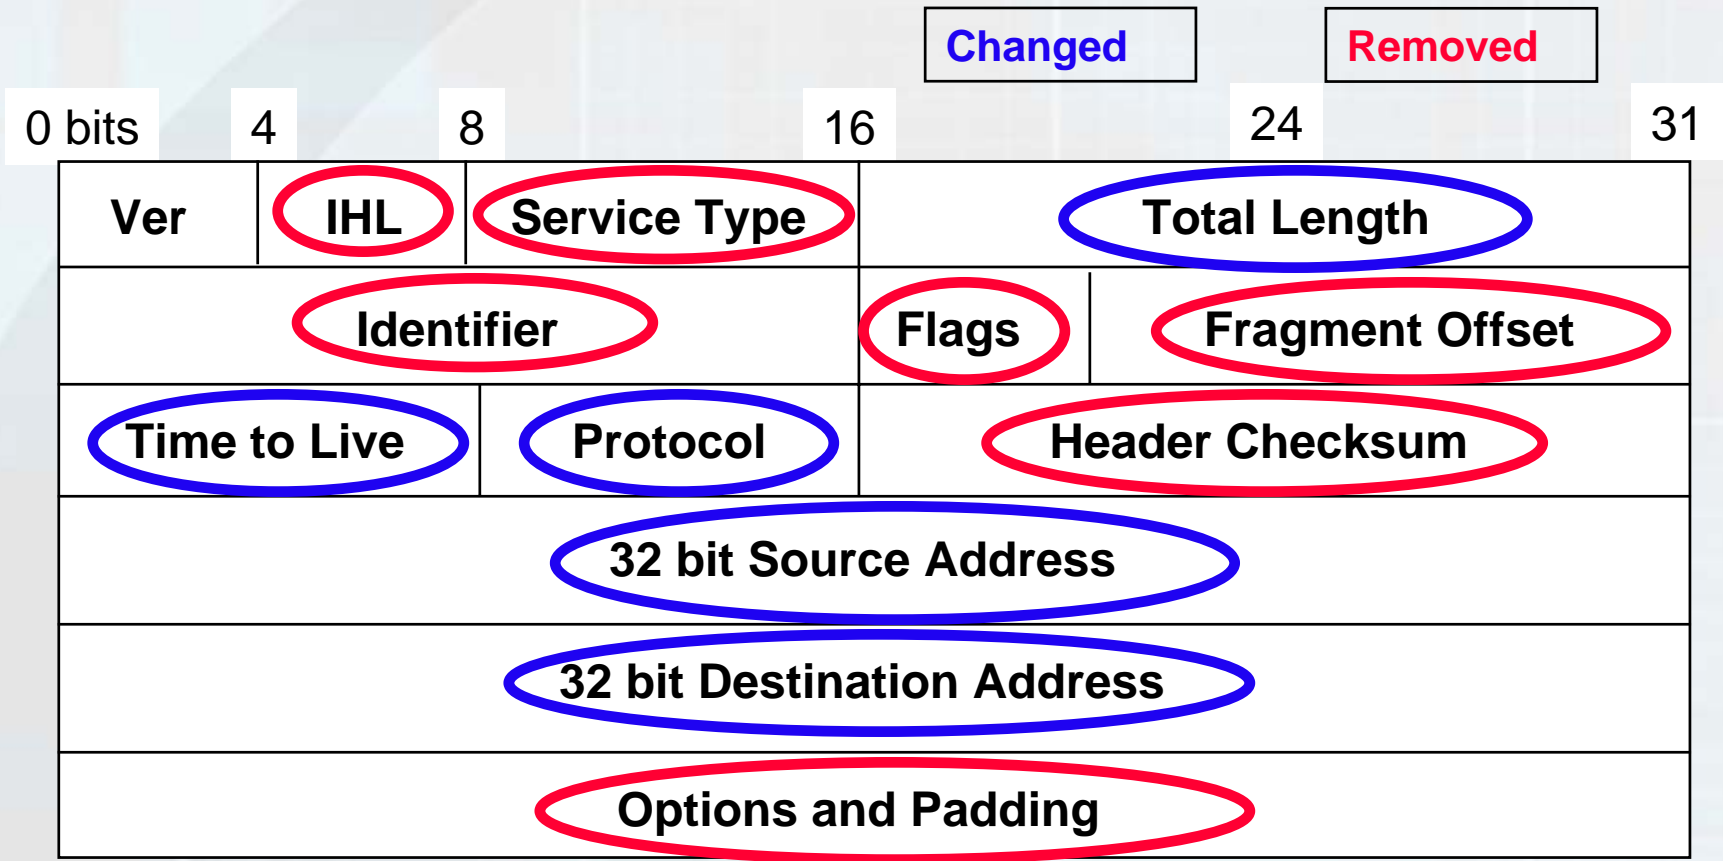 Changed Removed
0 bits 4 8 16 24 31
Ver IHL Service Type Total Length
Identifier Flags Fragment Offset
Time to Live Protocol Header Checksum
32 bit Source Address
32 bit Destination Address
Options and Padding